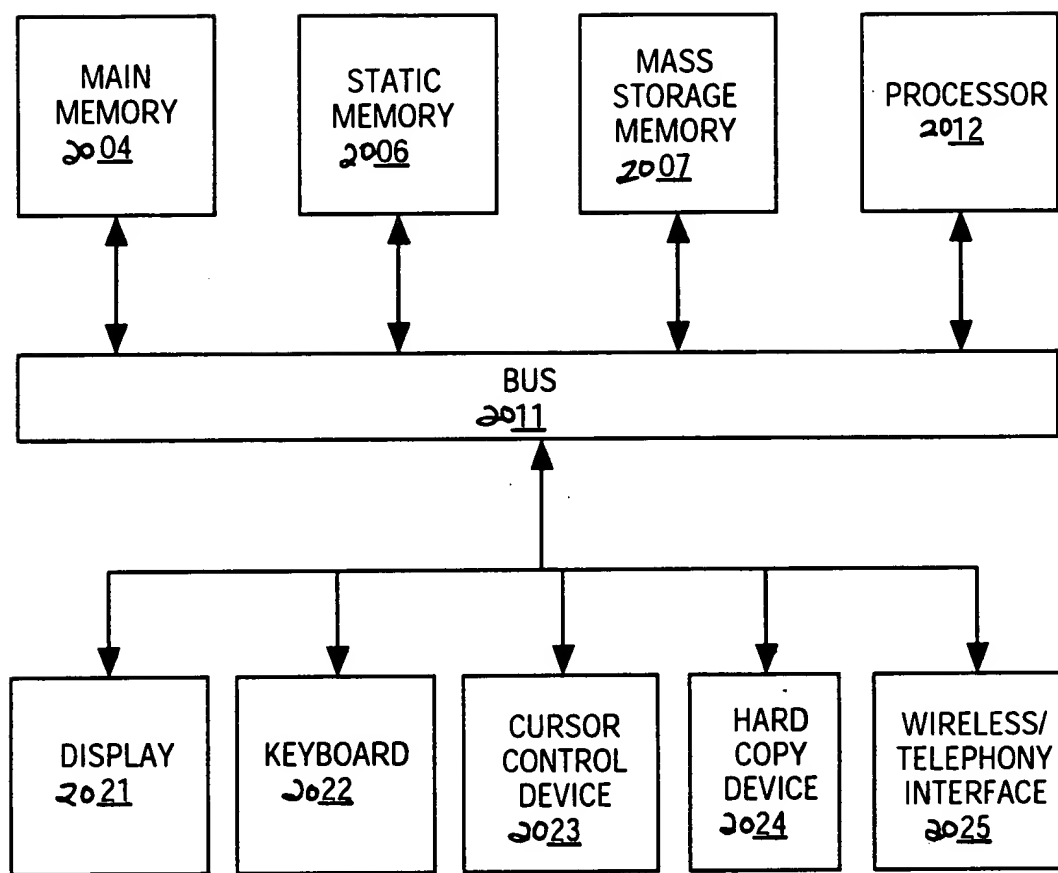 MAIN
MEMORY
2004
STATIC
MEMORY
2006
MASS
STORAGE
MEMORY
2007
PROCESSOR
2012
BUS
2011
DISPLAY
2021
KEYBOARD
2022
CURSOR
CONTROL
DEVICE
2023
HARD
COPY
DEVICE
2024
WIRELESS/
TELEPHONY
INTERFACE
2025